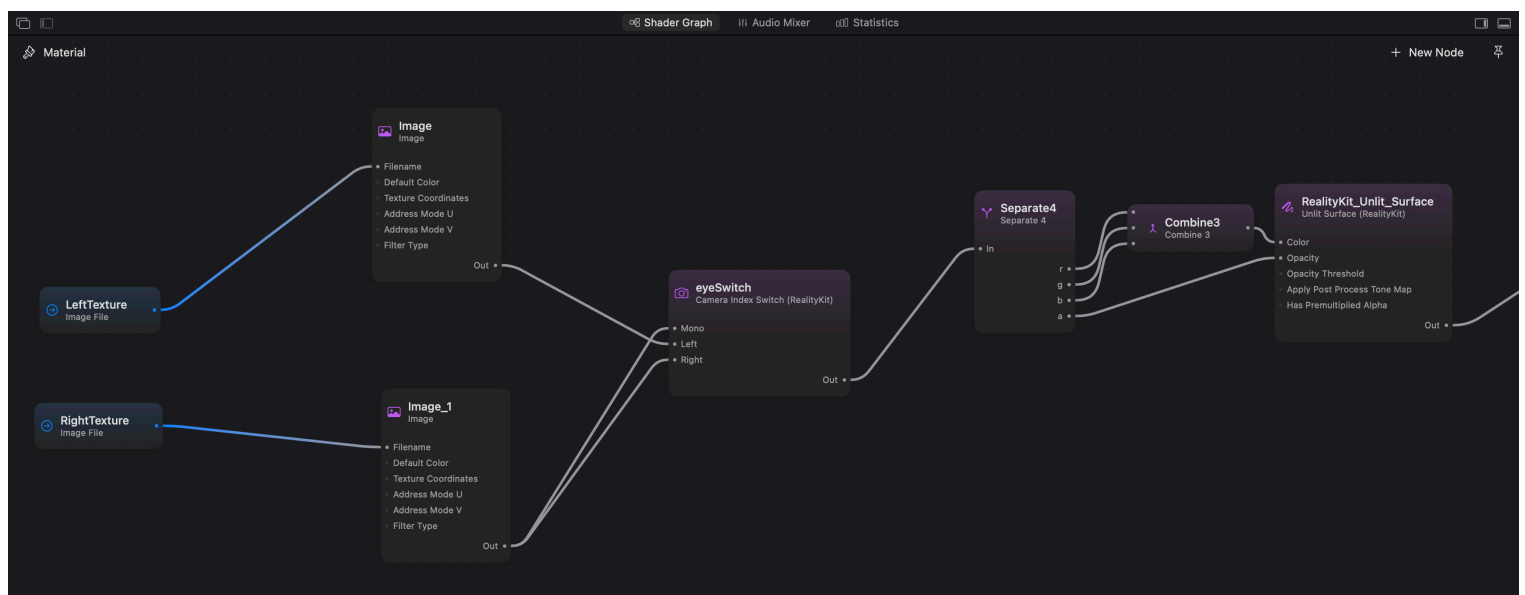 Shader Graph
Audio Mixer
Statistics
Material
New Node
Image
Image
Filename
Default Color
Texture Coordinates
Address Mode U
Address Mode V
Filter Type
Out
LeftTexture
Image File
RightTexture
Image File
Image_1
Image
Filename
Default Color
Texture Coordinates
Address Mode U
Address Mode V
Filter Type
Out
eyeSwitch
Camera Index Switch (RealityKit)
Mono
Left
Right
Out
Separate4
Separate 4
In
r
g
b
a
Combine3
Combine 3
RealityKit_Unlit_Surface
Unlit Surface (RealityKit)
Color
Opacity
Opacity Threshold
Apply Post Process Tone Map
Has Premultiplied Alpha
Out